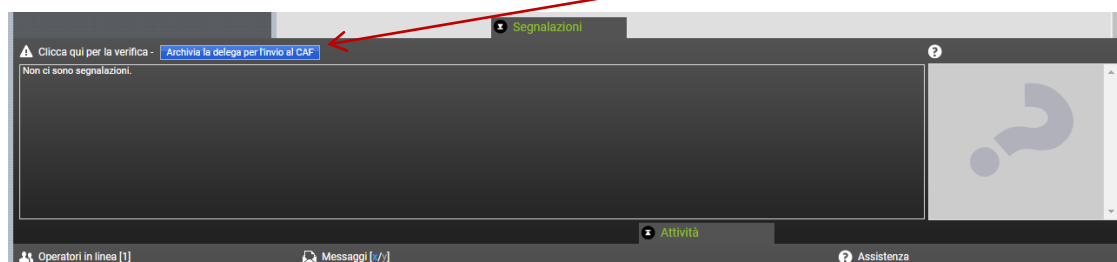 Segnalazioni
Clicca qui per la verifica - Archivia la delega per l'invio al CAF
Non ci sono segnalazioni.
Attività
Operatori in linea [1] Messaggi [x/y] Assistenza